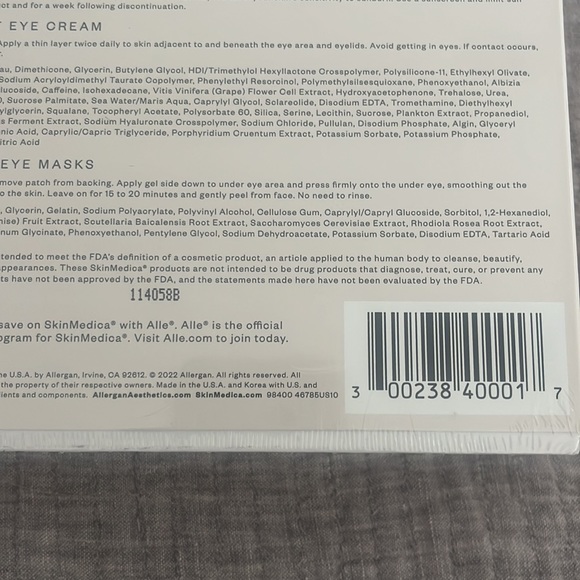 ct and for a week following discontinuation.
EYE CREAM
Apply a thin layer twice daily to skin adjacent to and beneath the eye area and eyelids. Avoid getting in eyes. If contact occurs,
au, Dimethicone, Glycerin, Butylene Glycol, HDI/Trimethylol Hexyllactone Crosspolymer, Polysilicone-11, Ethylhexyl Olivate,
Sodium Acryloyldimethyl Taurate Copolymer, Phenylethyl Resorcinol, Polymethylsilsesquioxane, Phenoxyethanol, Albizia
Glucoside, Caffeine, Isohexadecane, Vitis Vinifera (Grape) Flower Cell Extract, Hydroxyacetophenone, Trehalose, Urea,
0, Sucrose Palmitate, Sea Water/Maris Aqua, Caprylyl Glycol, Sclareolide, Disodium EDTA, Tromethamine, Diethylhexyl
ylglycerin, Squalane, Tocopheryl Acetate, Polysorbate 60, Silica, Serine, Lecithin, Sucrose, Plankton Extract, Propanediol,
s Ferment Extract, Sodium Hyaluronate Crosspolymer, Sodium Chloride, Pullulan, Disodium Phosphate, Algin, Glyceryl
nic Acid, Caprylic/Capric Triglyceride, Porphyridium Cruentum Extract, Potassium Sorbate, Potassium Phosphate,
itric Acid
EYE MASKS
move patch from backing. Apply gel side down to under eye area and press firmly onto the under eye, smoothing out the
to the skin. Leave on for 15 to 20 minutes and gently peel from face. No need to rinse.
, Glycerin, Gelatin, Sodium Polyacrylate, Polyvinyl Alcohol, Cellulose Gum, Caprylyl/Capryl Glucoside, Sorbitol, 1,2-Hexanediol,
nise) Fruit Extract, Scutellaria Baicalensis Root Extract, Saccharomyces Cerevisiae Extract, Rhodiola Rosea Root Extract,
num Glycinate, Phenoxyethanol, Pentylene Glycol, Sodium Dehydroacetate, Potassium Sorbate, Disodium EDTA, Tartaric Acid
tended to meet the FDA's definition of a cosmetic product, an article applied to the human body to cleanse, beautify,
appearances. These SkinMedica® products are not intended to be drug products that diagnose, treat, cure, or prevent any
ts have not been approved by the FDA, and the statements made here have not been evaluated by the FDA.
114058B
save on SkinMedica® with Alle®. Alle® is the official
ogram for SkinMedica®. Visit Alle.com to join today.
he U.S.A. by Allergan, Irvine, CA 92612. © 2022 Allergan. All rights reserved. All
the property of their respective owners. Made in the U.S.A. and Korea with U.S. and
dients and components. AllerganAesthetics.com SkinMedica.com 98400 46785US10
3 00238 40001 7